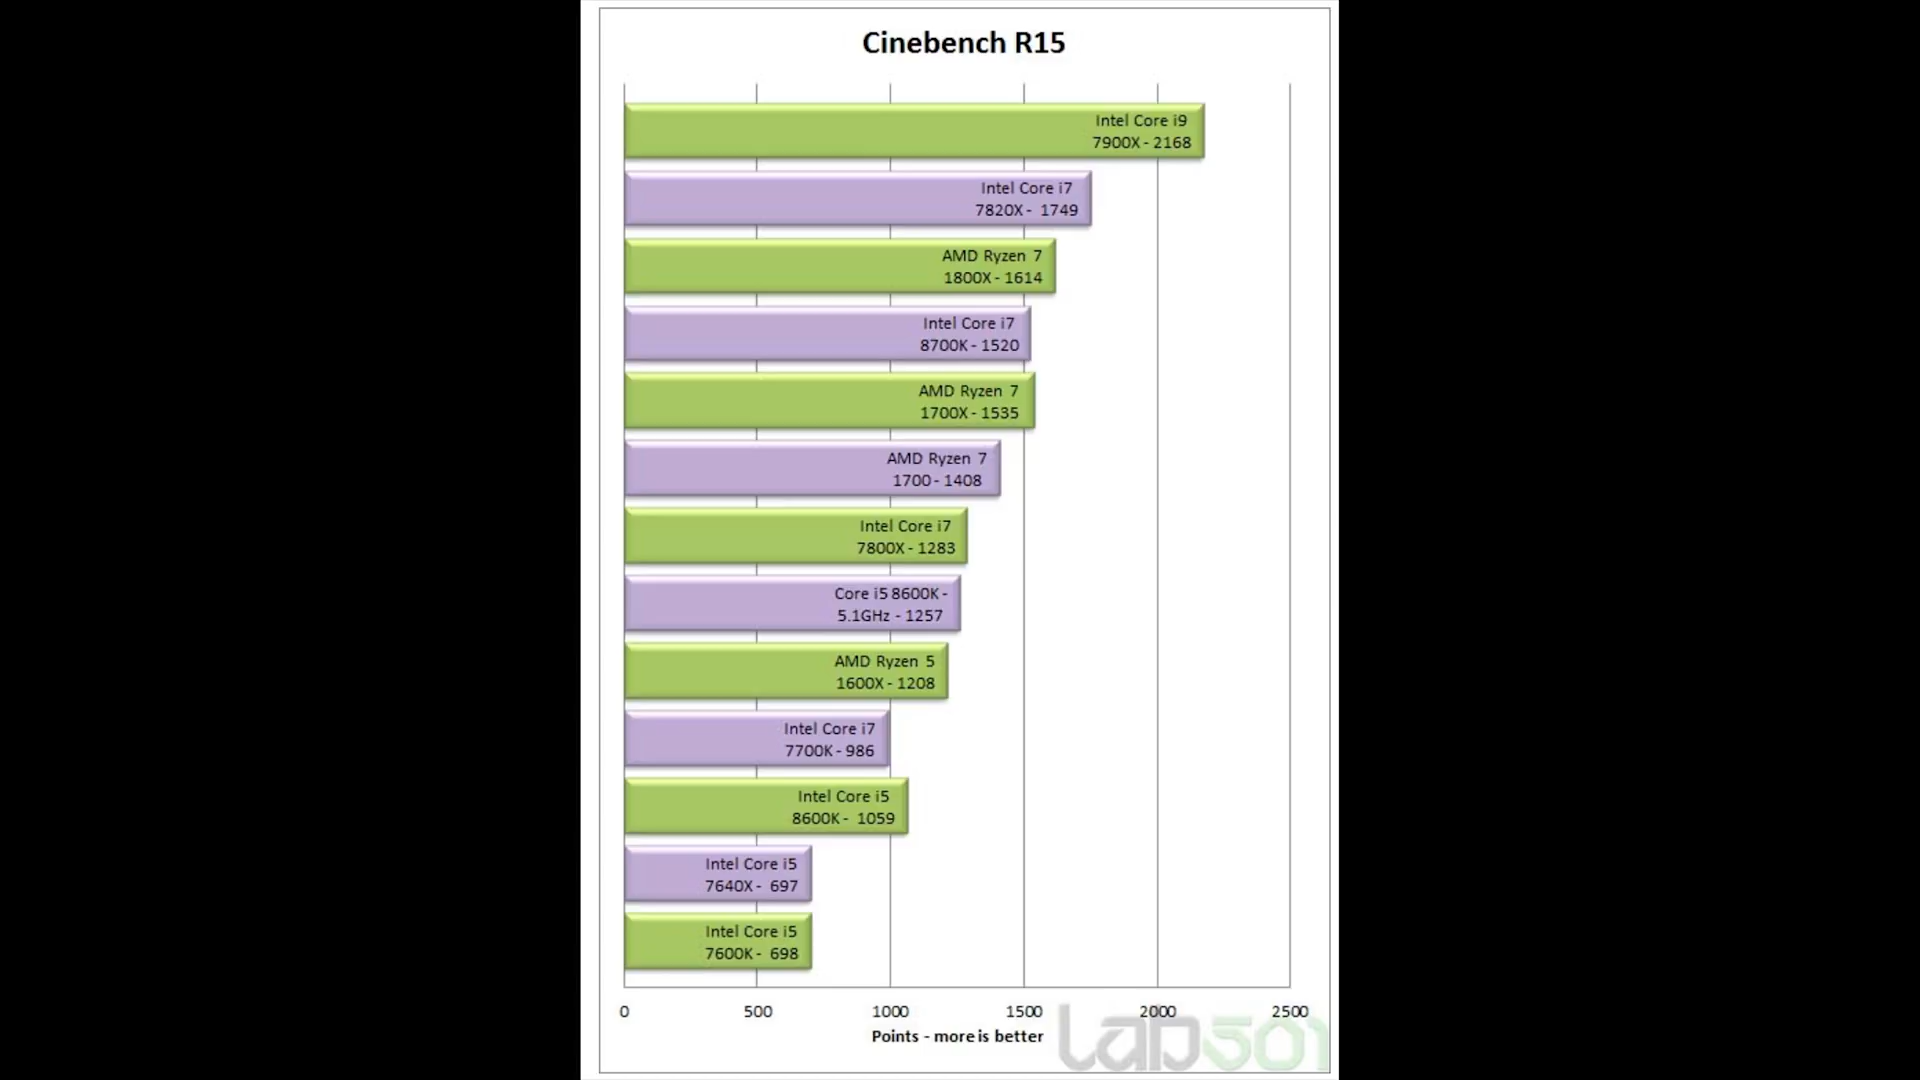 Cinebench R15
Intel Core i9
7900X - 2168
Intel Core i7
7820X - 1749
AMD Ryzen 7
1800X - 1614
Intel Core i7
8700K - 1520
AMD Ryzen 7
1700X - 1535
AMD Ryzen 7
1700 - 1408
Intel Core i7
7800X - 1283
Core i5 8600K -
5.1GHz - 1257
AMD Ryzen 5
1600X - 1208
Intel Core i7
7700K - 986
Intel Core i5
8600K - 1059
Intel Core i5
7640X - 697
Intel Core i5
7600K - 698
0 500 1000 1500 2000 2500
Points - more is better
Lab501